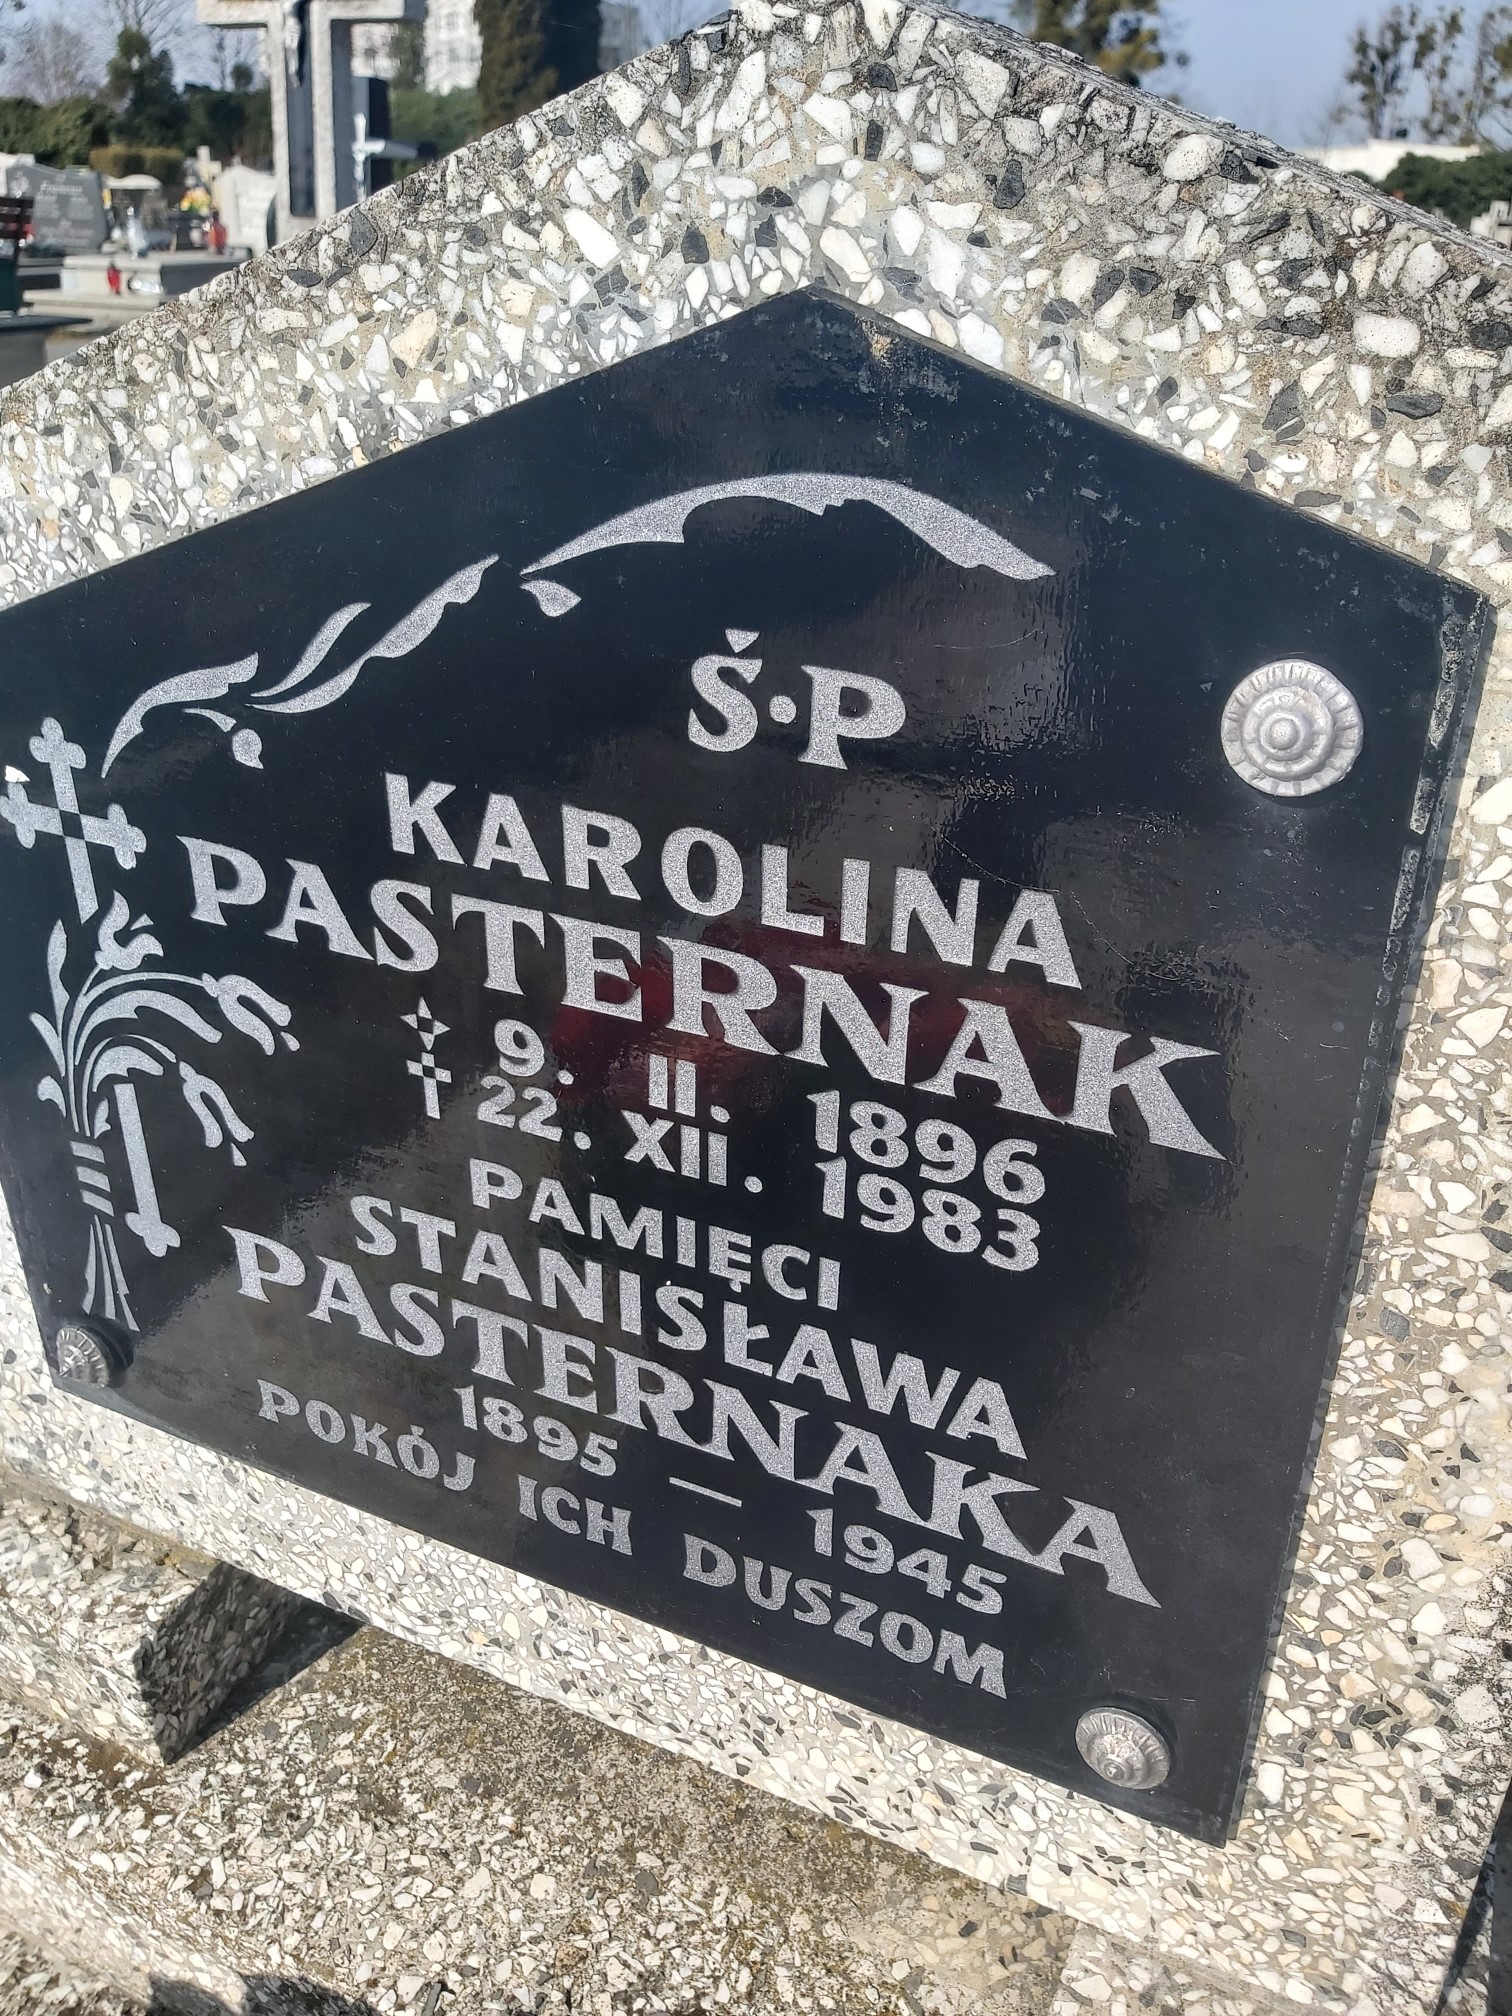 Ś·P
KAROLINA
PASTERNAK
9. II. 1896
22. XII. 1983
PAMIĘCI
STANISŁAWA
PASTERNAKA
1895 — 1945
POKÓJ ICH DUSZOM